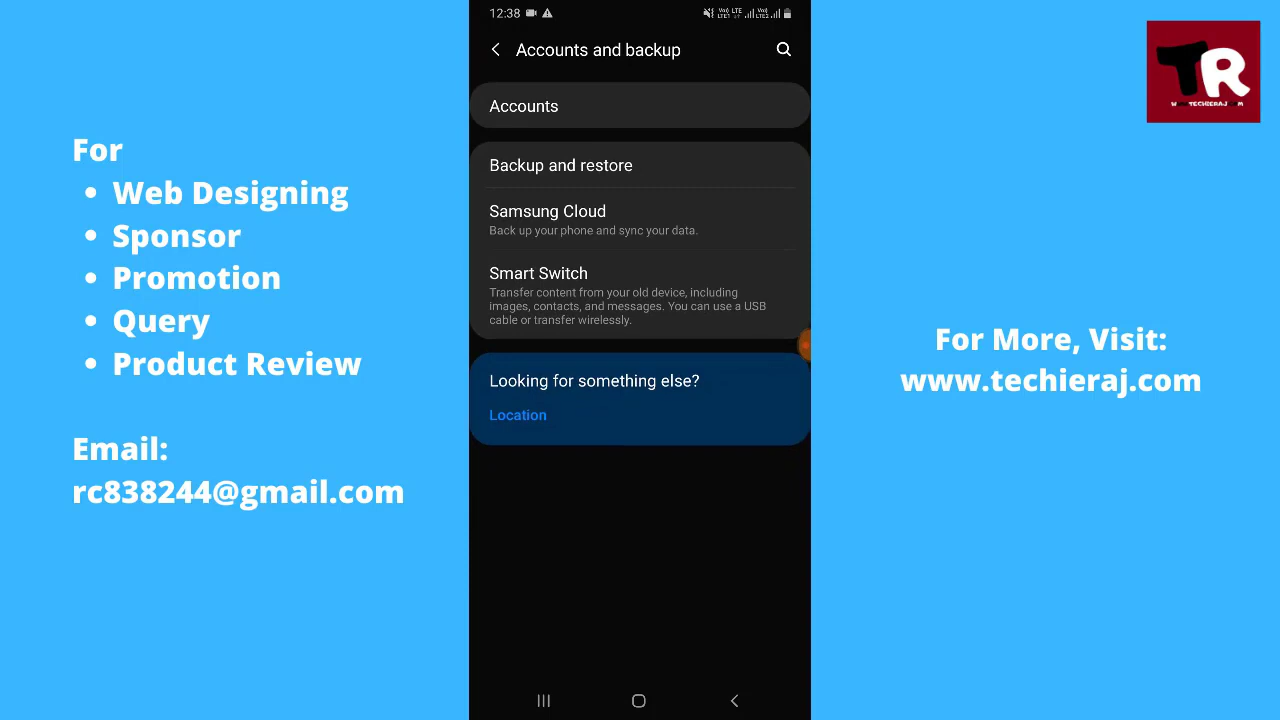 For
• Web Designing
• Sponsor
• Promotion
• Query
• Product Review
Email:
rc838244@gmail.com
12:38
Accounts and backup
Accounts
Backup and restore
Samsung Cloud
Back up your phone and sync your data.
Smart Switch
Transfer content from your old device, including
images, contacts, and messages. You can use a USB
cable or transfer wirelessly.
Looking for something else?
Location
TR
For More, Visit:
www.techieraj.com